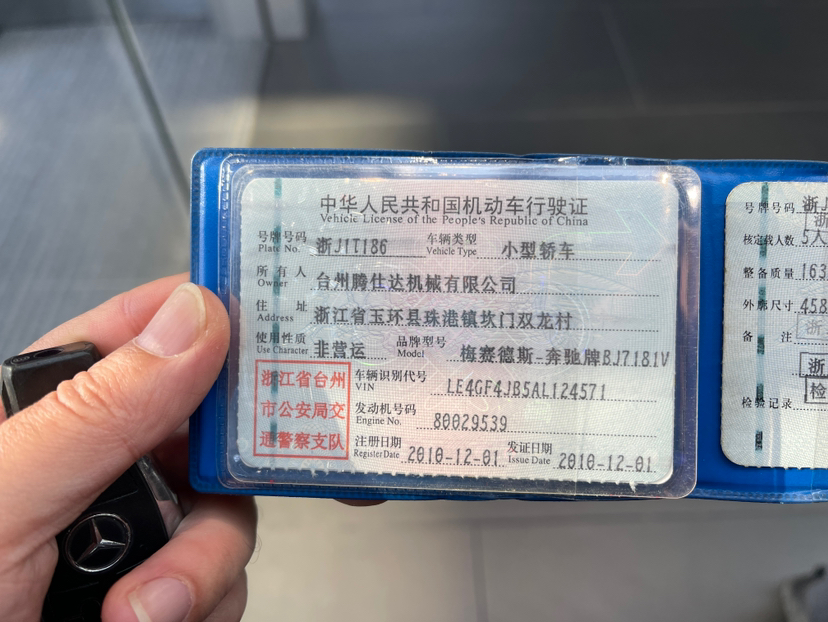 中华人民共和国机动车行驶证
Vehicle License of the People's Republic of China
号牌号码 Plate No. 浙J1T186 车辆类型 Vehicle Type 小型轿车
所有人 Owner 台州腾仕达机械有限公司
住址 Address 浙江省玉环县珠港镇坎门双龙村
使用性质 Use Character 非营运 品牌型号 Model 梅赛德斯-奔驰牌BJ7181V
浙江省台州
市公安局交
通警察支队
车辆识别代号 VIN LE4GF4JB5AL124571
发动机号码 Engine No. 80029539
注册日期 Register Date 2010-12-01 发证日期 Issue Date 2010-12-01
号牌号码 浙J
核定载人数 5人
整备质量 163
外廓尺寸 458
备注
浙
检
检验记录